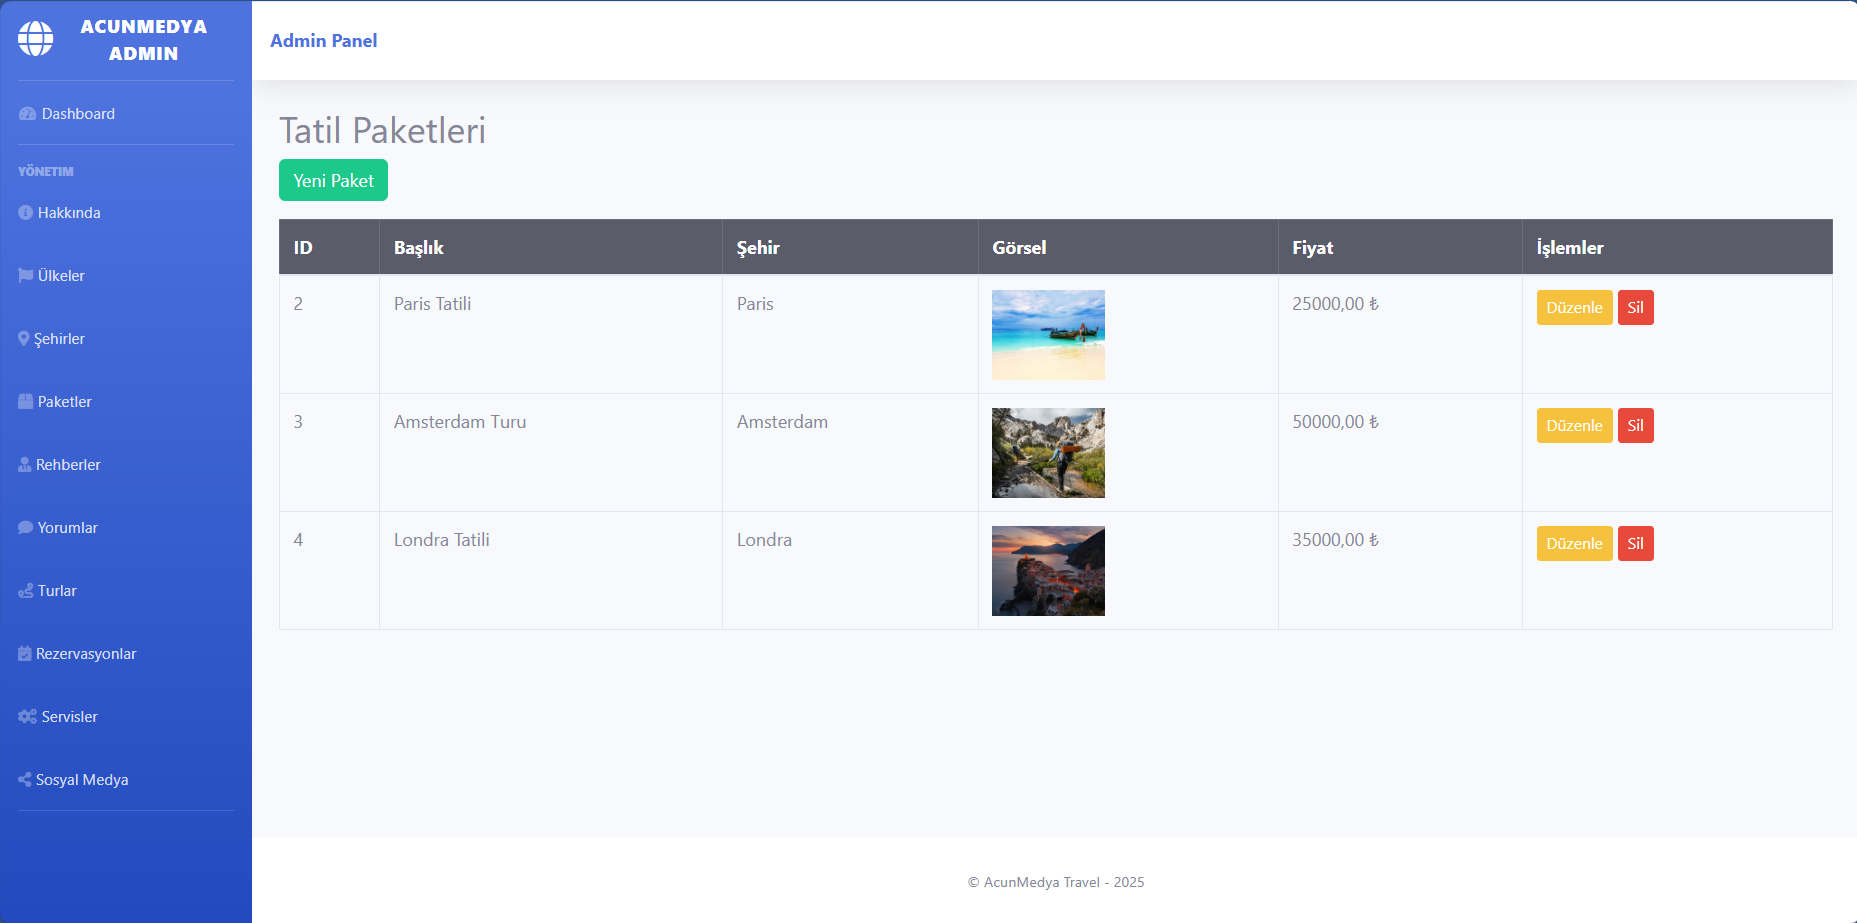 ACUNMEDYA
ADMIN
Admin Panel
Dashboard
YÖNETIM
Hakkında
Ülkeler
Şehirler
Paketler
Rehberler
Yorumlar
Turlar
Rezervasyonlar
Servisler
Sosyal Medya
Tatil Paketleri
Yeni Paket
ID Başlık Şehir Görsel Fiyat İşlemler
2 Paris Tatili Paris 25000,00 ₺ Düzenle Sil
3 Amsterdam Turu Amsterdam 50000,00 ₺ Düzenle Sil
4 Londra Tatili Londra 35000,00 ₺ Düzenle Sil
© AcunMedya Travel - 2025